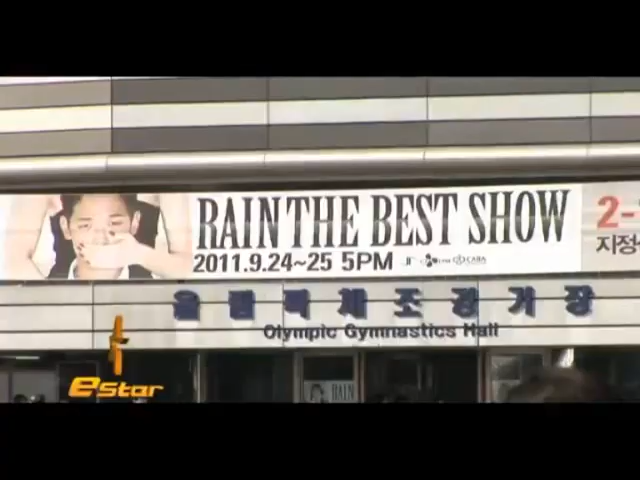 RAIN THE BEST SHOW
2011.9.24~25 5PM
2-
지정
올림픽체조경기장
Olympic Gymnastics Hall
RAIN
eStar